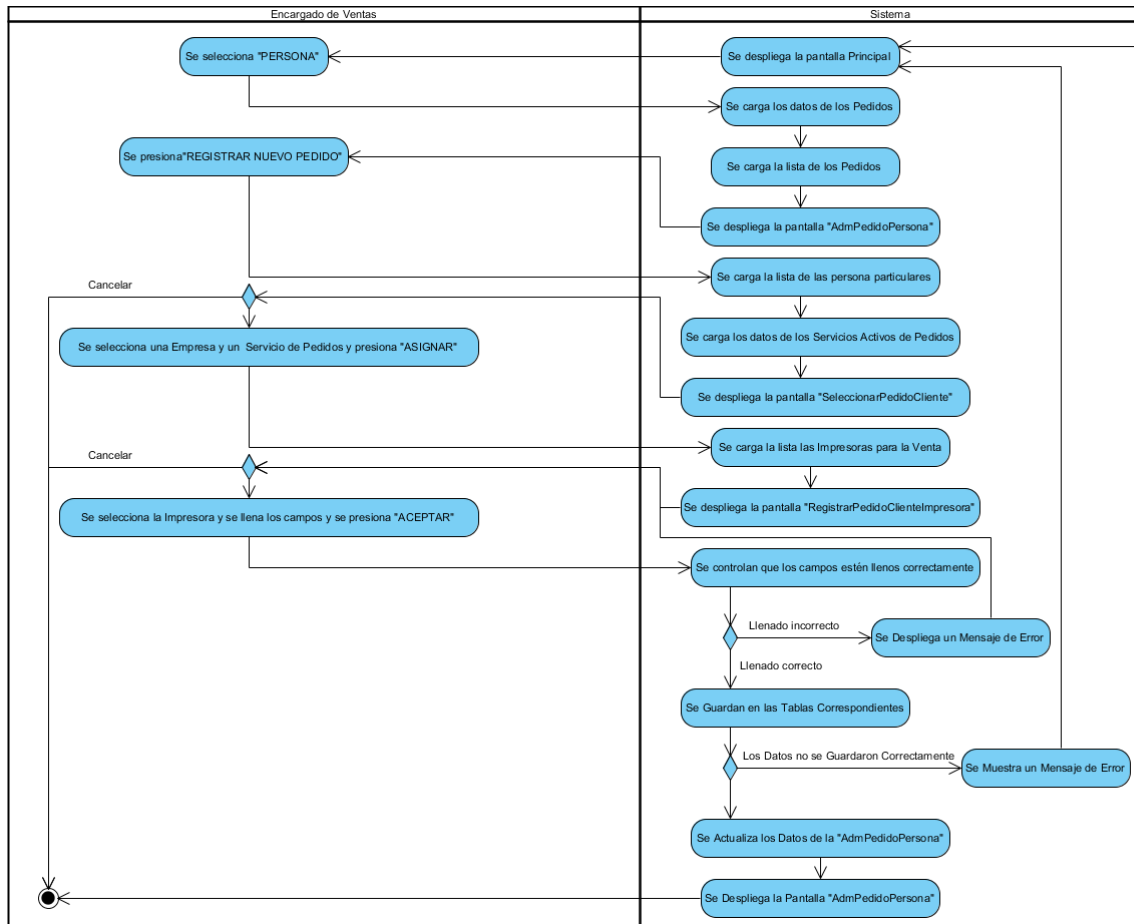 Encargado de Ventas
Sistema
Se selecciona "PERSONA"
Se despliega la pantalla Principal
Se carga los datos de los Pedidos
Se presiona"REGISTRAR NUEVO PEDIDO"
Se carga la lista de los Pedidos
Se despliega la pantalla "AdmPedidoPersona"
Se carga la lista de las persona particulares
Cancelar
Se selecciona una Empresa y un Servicio de Pedidos y presiona "ASIGNAR"
Se carga los datos de los Servicios Activos de Pedidos
Se despliega la pantalla "SeleccionarPedidoCliente"
Se carga la lista las Impresoras para la Venta
Cancelar
Se selecciona la Impresora y se llena los campos y se presiona "ACEPTAR"
Se despliega la pantalla "RegistrarPedidoClienteImpresora"
Se controlan que los campos estén llenos correctamente
Llenado incorrecto
Se Despliega un Mensaje de Error
Llenado correcto
Se Guardan en las Tablas Correspondientes
Los Datos no se Guardaron Correctamente
Se Muestra un Mensaje de Error
Se Actualiza los Datos de la "AdmPedidoPersona"
Se Despliega la Pantalla "AdmPedidoPersona"